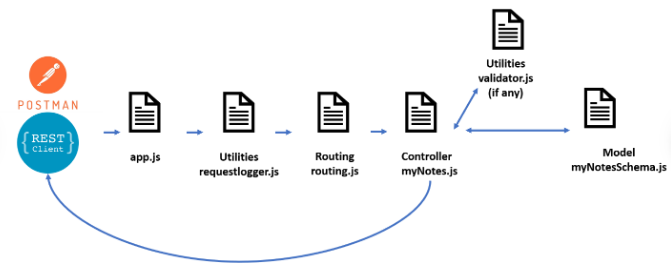 POSTMAN
{REST}
Client
app.js
Utilities
requestlogger.js
Routing
routing.js
Controller
myNotes.js
Utilities
validator.js
(if any)
Model
myNotesSchema.js